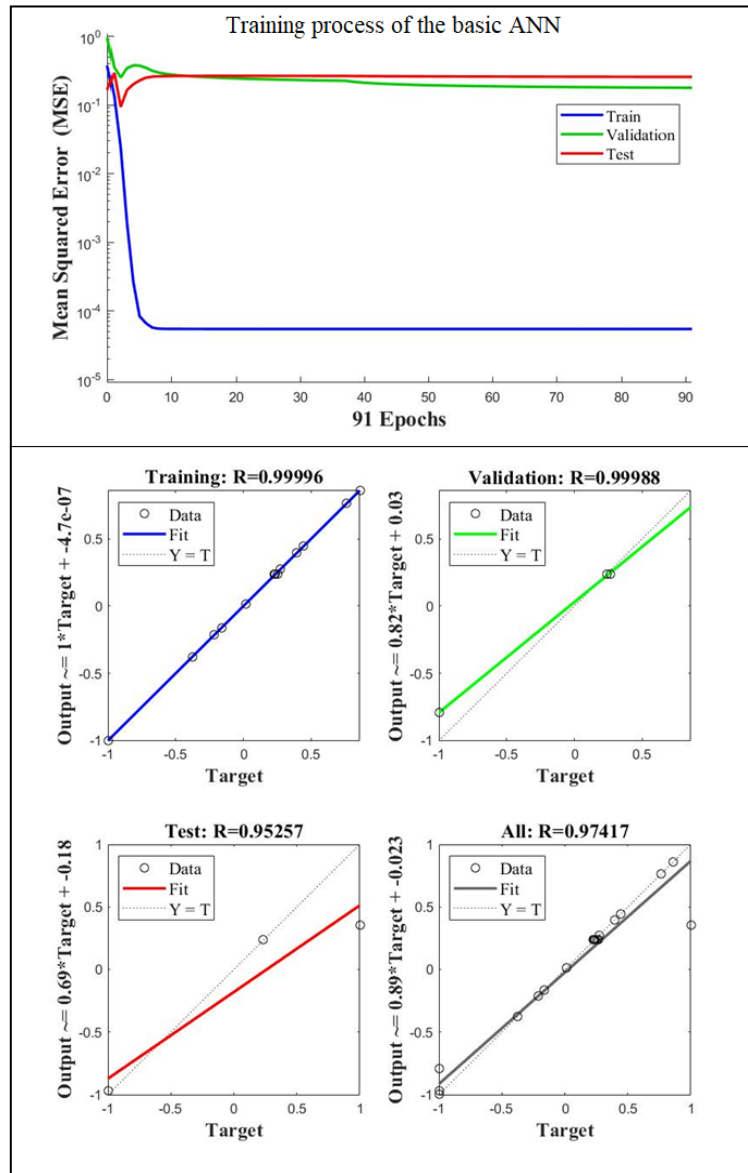 Training process of the basic ANN
Mean Squared Error (MSE)
10^0
10^-1
10^-2
10^-3
10^-4
10^-5
Train
Validation
Test
0 10 20 30 40 50 60 70 80 90
91 Epochs
Training: R=0.99996
Output ~= 1*Target + -4.7e-07
Data
Fit
Y = T
0.5
0
-0.5
-1
-1 -0.5 0 0.5
Target
Validation: R=0.99988
Output ~= 0.82*Target + 0.03
Data
Fit
Y = T
0.5
0
-0.5
-1
-1 -0.5 0 0.5
Target
Test: R=0.95257
Output ~= 0.69*Target + -0.18
Data
Fit
Y = T
1
0.5
0
-0.5
-1
-1 -0.5 0 0.5 1
Target
All: R=0.97417
Output ~= 0.89*Target + -0.023
Data
Fit
Y = T
1
0.5
0
-0.5
-1
-1 -0.5 0 0.5 1
Target